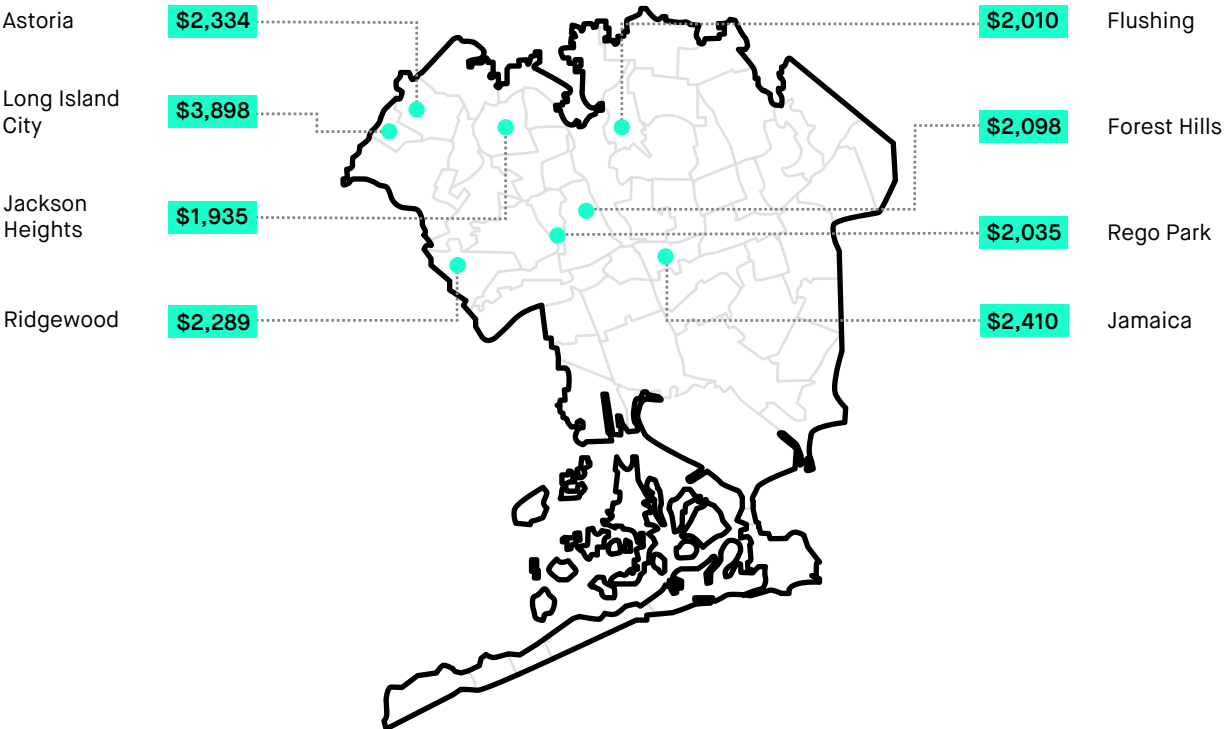 Astoria
$2,334
Long Island
City
$3,898
Jackson
Heights
$1,935
Ridgewood
$2,289
$2,010
Flushing
$2,098
Forest Hills
$2,035
Rego Park
$2,410
Jamaica